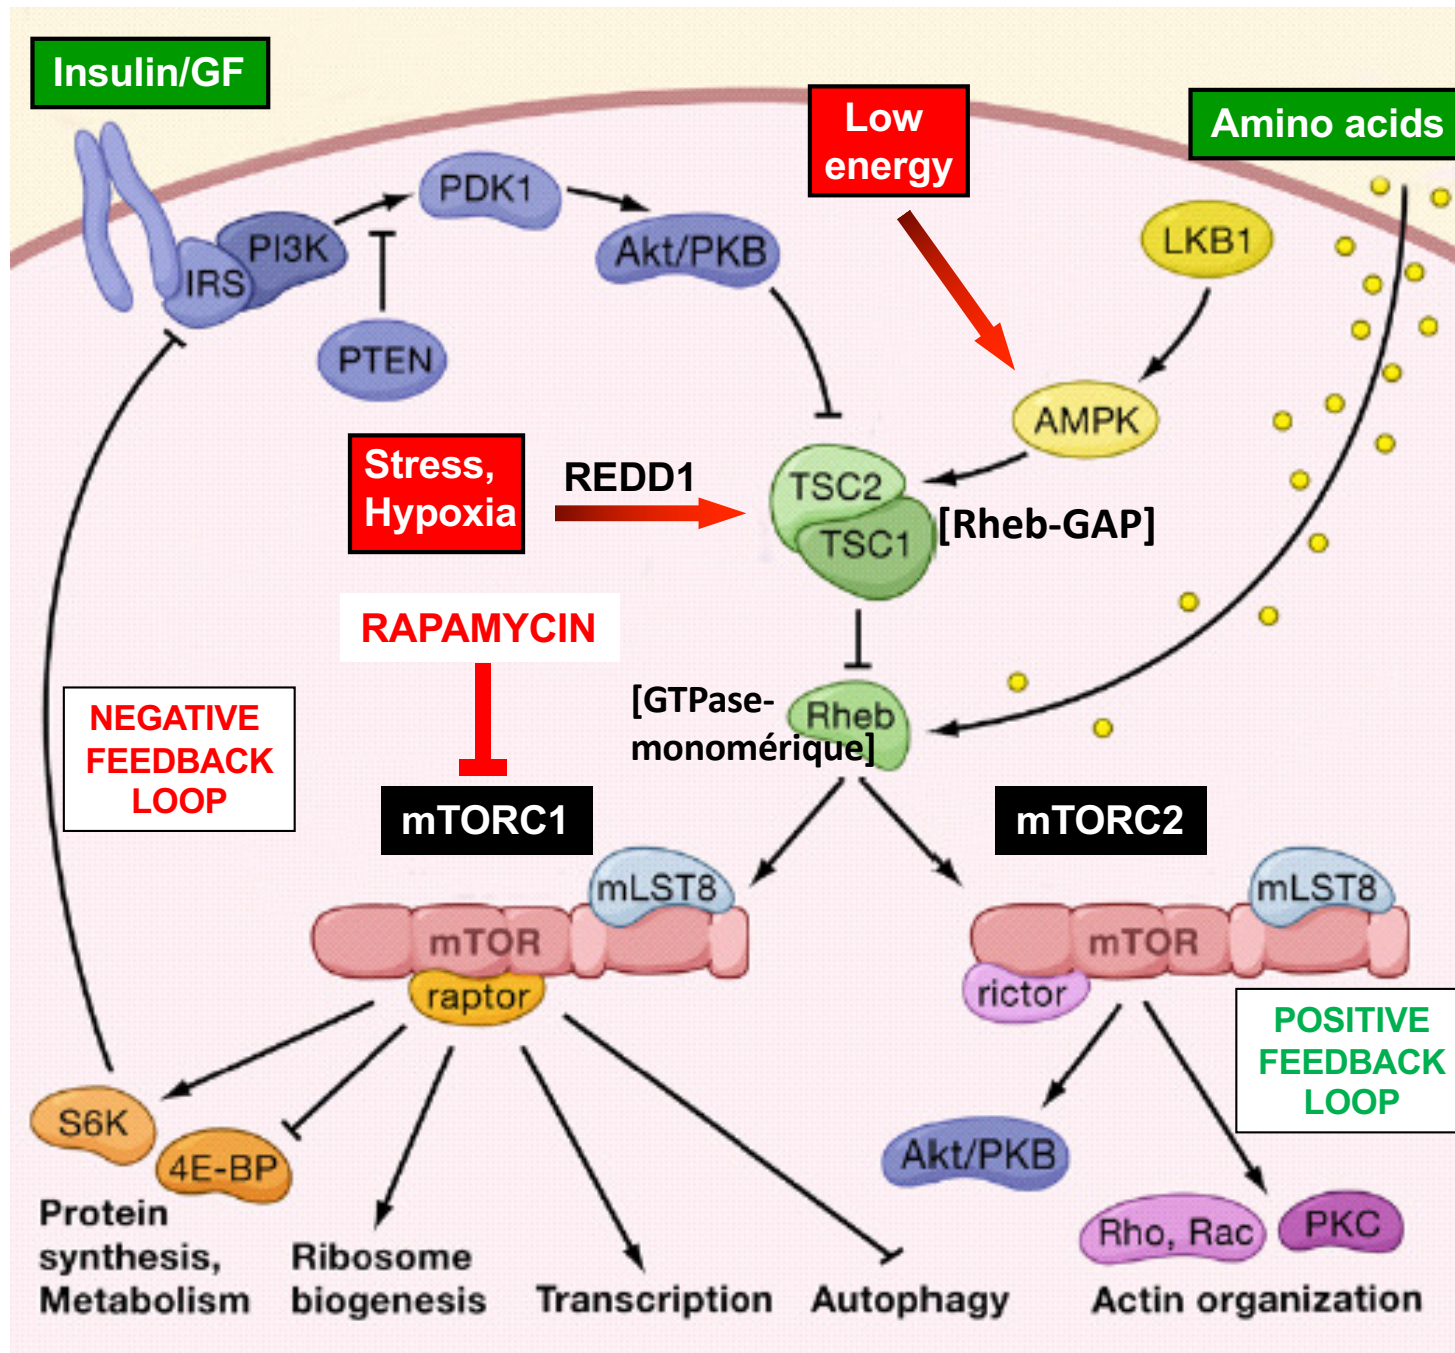 Insulin/GF
Low
energy
Amino acids
PDK1
PI3K
IRS
Akt/PKB
LKB1
PTEN
AMPK
Stress,
Hypoxia
REDD1
TSC2
TSC1
[Rheb-GAP]
RAPAMYCIN
[GTPase-
monomérique]
Rheb
NEGATIVE
FEEDBACK
LOOP
mTORC1
mTORC2
mLST8
mTOR
raptor
mLST8
mTOR
rictor
POSITIVE
FEEDBACK
LOOP
S6K
4E-BP
Akt/PKB
Rho, Rac
PKC
Protein
synthesis,
Metabolism
Ribosome
biogenesis
Transcription
Autophagy
Actin organization